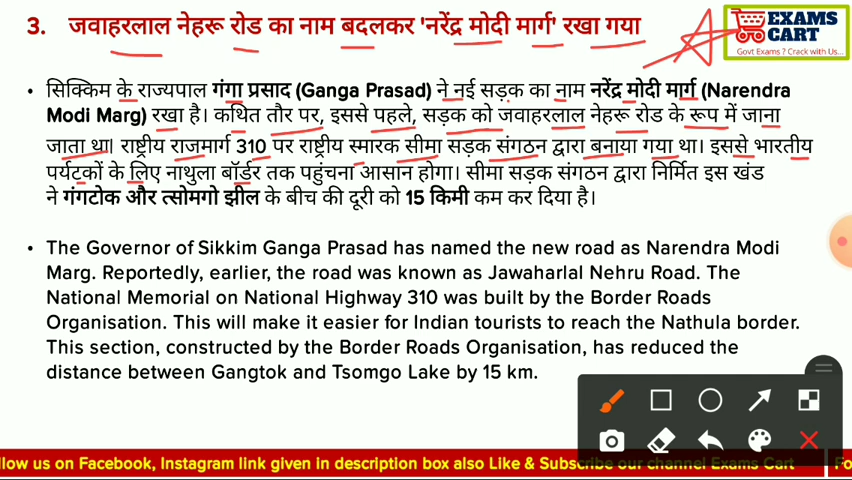 3. जवाहरलाल नेहरू रोड का नाम बदलकर 'नरेंद्र मोदी मार्ग' रखा गया
EXAMS
CART
Govt Exams ? Crack with Us...
• सिक्किम के राज्यपाल गंगा प्रसाद (Ganga Prasad) ने नई सड़क का नाम नरेंद्र मोदी मार्ग (Narendra
Modi Marg) रखा है। कथित तौर पर, इससे पहले, सड़क को जवाहरलाल नेहरू रोड के रूप में जाना
जाता था। राष्ट्रीय राजमार्ग 310 पर राष्ट्रीय स्मारक सीमा सड़क संगठन द्वारा बनाया गया था। इससे भारतीय
पर्यटकों के लिए नाथुला बॉर्डर तक पहुंचना आसान होगा। सीमा सड़क संगठन द्वारा निर्मित इस खंड
ने गंगटोक और त्सोमगो झील के बीच की दूरी को 15 किमी कम कर दिया है।
• The Governor of Sikkim Ganga Prasad has named the new road as Narendra Modi
Marg. Reportedly, earlier, the road was known as Jawaharlal Nehru Road. The
National Memorial on National Highway 310 was built by the Border Roads
Organisation. This will make it easier for Indian tourists to reach the Nathula border.
This section, constructed by the Border Roads Organisation, has reduced the
distance between Gangtok and Tsomgo Lake by 15 km.
llow us on Facebook, Instagram link given in description box also Like & Subscribe our channel Exams Cart Fo